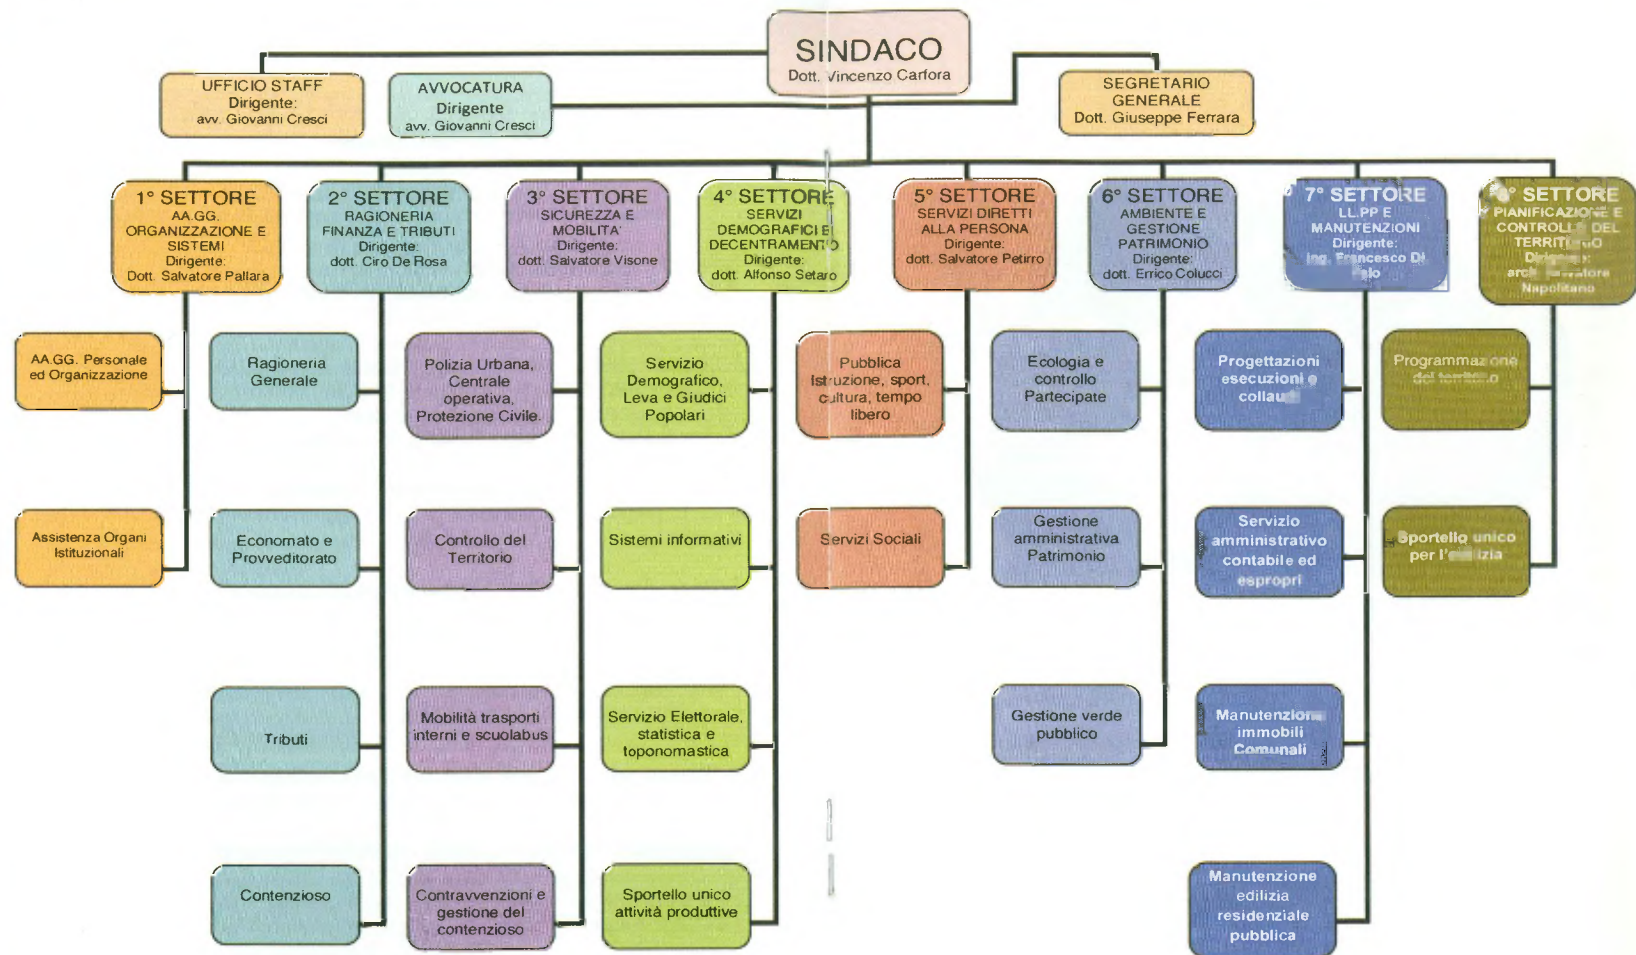 SINDACO
Dott. Vincenzo Carfora
UFFICIO STAFF
Dirigente:
avv. Giovanni Cresci
AVVOCATURA
Dirigente
avv. Giovanni Cresci
SEGRETARIO
GENERALE
Dott. Giuseppe Ferrara
1° SETTORE
AA.GG.
ORGANIZZAZIONE E
SISTEMI
Dirigente:
Dott. Salvatore Pallara
2° SETTORE
RAGIONERIA
FINANZA E TRIBUTI
Dirigente:
dott. Ciro De Rosa
3° SETTORE
SICUREZZA E
MOBILITA'
Dirigente:
dott. Salvatore Visone
4° SETTORE
SERVIZI
DEMOGRAFICI E
DECENTRAMENTO
Dirigente:
dott. Alfonso Setaro
5° SETTORE
SERVIZI DIRETTI
ALLA PERSONA
Dirigente:
dott. Salvatore Petirro
6° SETTORE
AMBIENTE E
GESTIONE
PATRIMONIO
Dirigente:
dott. Errico Colucci
7° SETTORE
LL.PP E
MANUTENZIONI
Dirigente:
ing. Francesco Di
SETTORE
PIANIFICAZIONE E
CONTROLLO DEL
TERRITORIO
Napolitano
AA.GG. Personale
ed Organizzazione
Ragioneria
Generale
Polizia Urbana,
Centrale
operativa,
Protezione Civile.
Servizio
Demografico,
Leva e Giudici
Popolari
Pubblica
Istruzione, sport,
cultura, tempo
libero
Ecologia e
controllo
Partecipate
Progettazioni
esecuzioni e
Programmazione
del
Assistenza Organi
Istituzionali
Economato e
Provveditorato
Controllo del
Territorio
Sistemi informativi
Servizi Sociali
Gestione
amministrativa
Patrimonio
Servizio
amministrativo
contabile ed
espropri
Sportello unico
per
Tributi
Mobilità trasporti
interni e scuolabus
Servizio Elettorale,
statistica e
toponomastica
Gestione verde
pubblico
Manutenzione
immobili
Comunali
Contenzioso
Contravvenzioni e
gestione del
contenzioso
Sportello unico
attività produttive
Manutenzione
edilizia
residenziale
pubblica